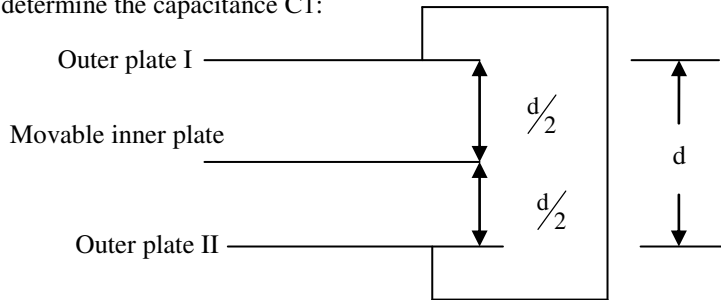 determine the capacitance C1:
Outer plate I
d/2
Movable inner plate
d
d/2
Outer plate II